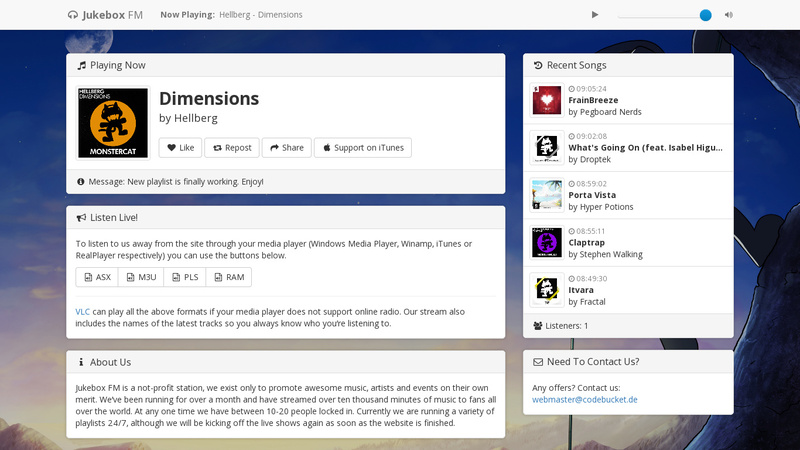 Jukebox FM
Now Playing: Hellberg - Dimensions
Playing Now
HELLBERG
DIMENSIONS
MONSTERCAT
Dimensions
by Hellberg
Like
Repost
Share
Support on iTunes
Message: New playlist is finally working. Enjoy!
Listen Live!
To listen to us away from the site through your media player (Windows Media Player, Winamp, iTunes or
RealPlayer respectively) you can use the buttons below.
ASX
M3U
PLS
RAM
VLC can play all the above formats if your media player does not support online radio. Our stream also
includes the names of the latest tracks so you always know who you're listening to.
About Us
Jukebox FM is a not-profit station, we exist only to promote awesome music, artists and events on their own
merit. We've been running for over a month and have streamed over ten thousand minutes of music to fans all
over the world. At any one time we have between 10-20 people locked in. Currently we are running a variety of
playlists 24/7, although we will be kicking off the live shows again as soon as the website is finished.
Recent Songs
09:05:24
FrainBreeze
by Pegboard Nerds
09:02:08
What's Going On (feat. Isabel Higu...
by Droptek
08:59:02
Porta Vista
by Hyper Potions
08:55:11
Claptrap
by Stephen Walking
08:49:30
Itvara
by Fractal
Listeners: 1
Need To Contact Us?
Any offers? Contact us:
webmaster@codebucket.de